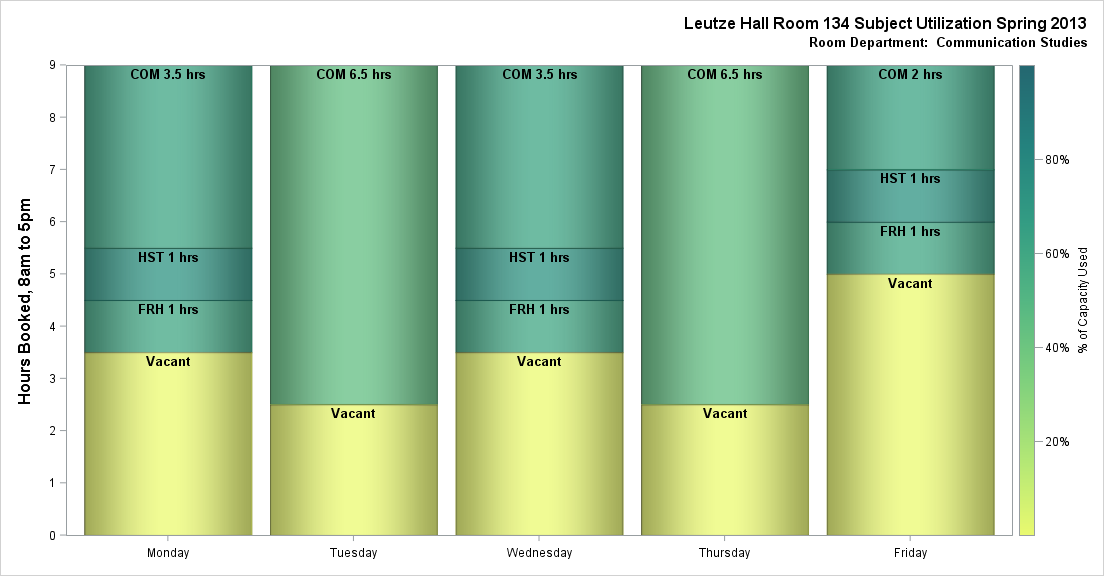 Leutze Hall Room 134 Subject Utilization Spring 2013
Room Department:  Communication Studies
Hours Booked, 8am to 5pm
9
8
7
6
5
4
3
2
1
0
COM 3.5 hrs
HST 1 hrs
FRH 1 hrs
Vacant
COM 6.5 hrs
Vacant
COM 3.5 hrs
HST 1 hrs
FRH 1 hrs
Vacant
COM 6.5 hrs
Vacant
COM 2 hrs
HST 1 hrs
FRH 1 hrs
Vacant
Monday
Tuesday
Wednesday
Thursday
Friday
80%
60%
40%
20%
% of Capacity Used